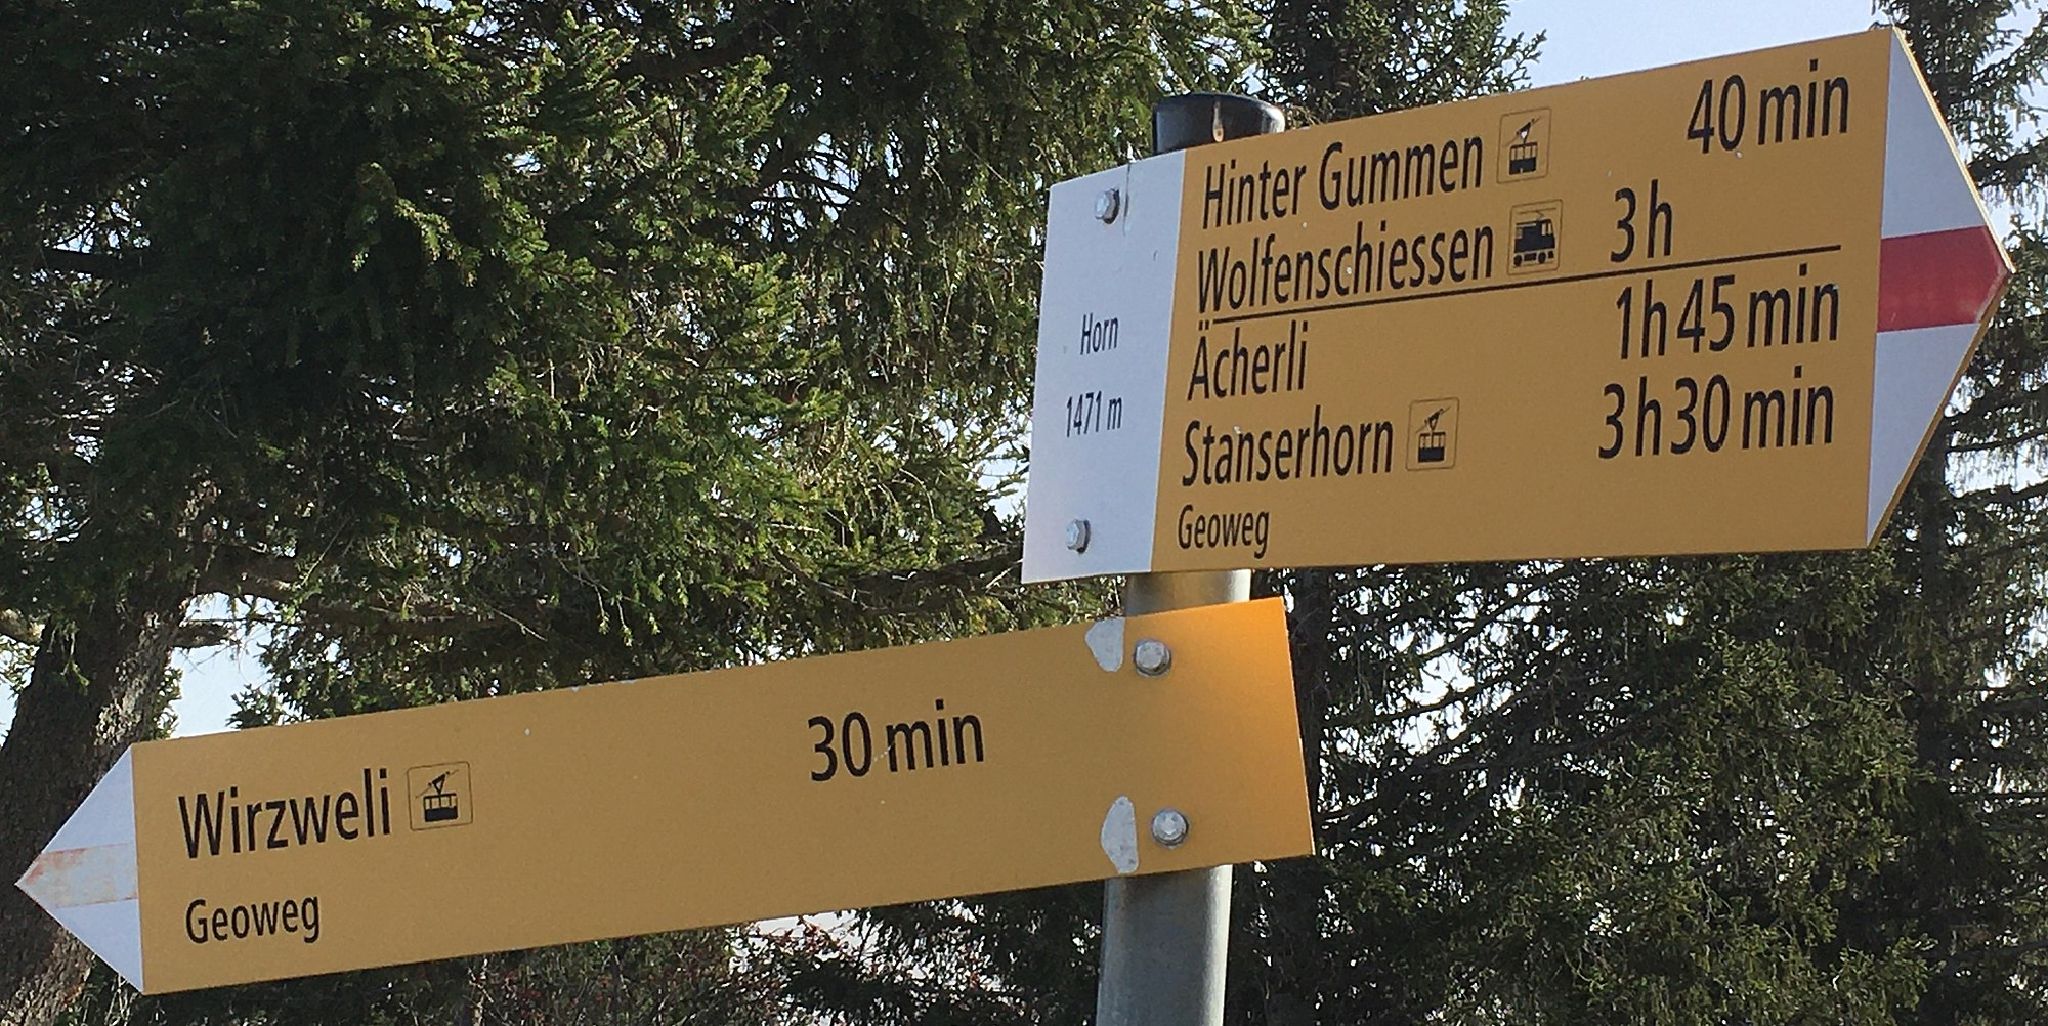 Hinter Gummen 40 min
Wolfenschiessen 3 h
Horn
1471 m
Ächerli 1 h 45 min
Stanserhorn 3 h 30 min
Geoweg
Wirzweli 30 min
Geoweg